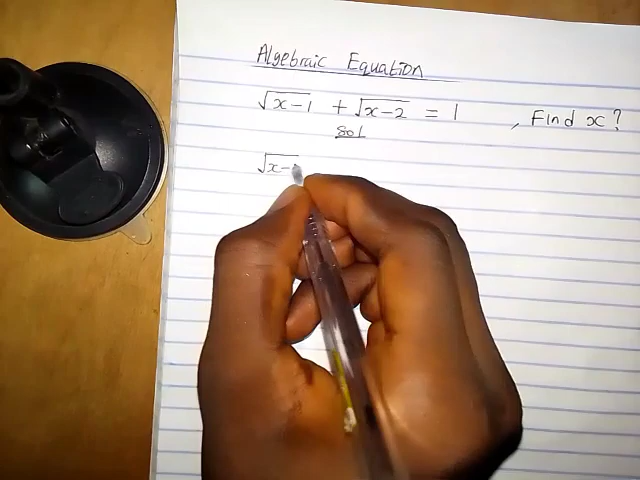 Algebraic Equation
√x-1 + √x-2 = 1 , Find x?
Sol
√x-